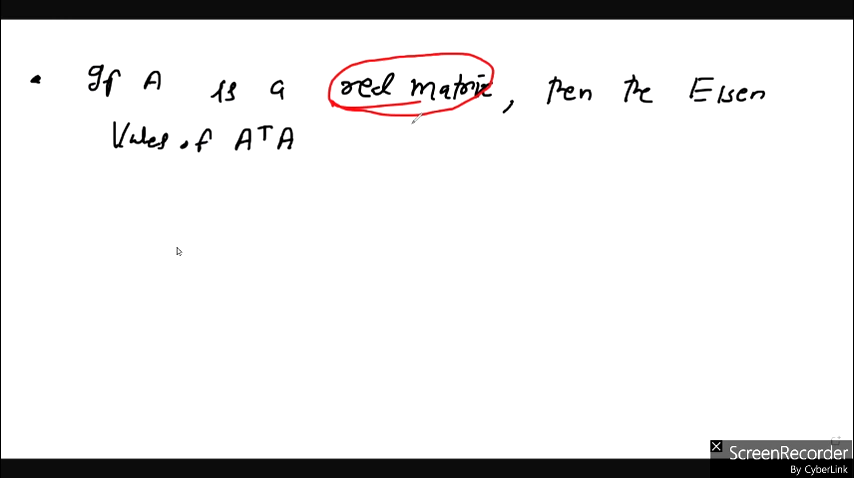 If A is a real matrix, then the Eigen
Values of AᵀA
ScreenRecorder
By CyberLink